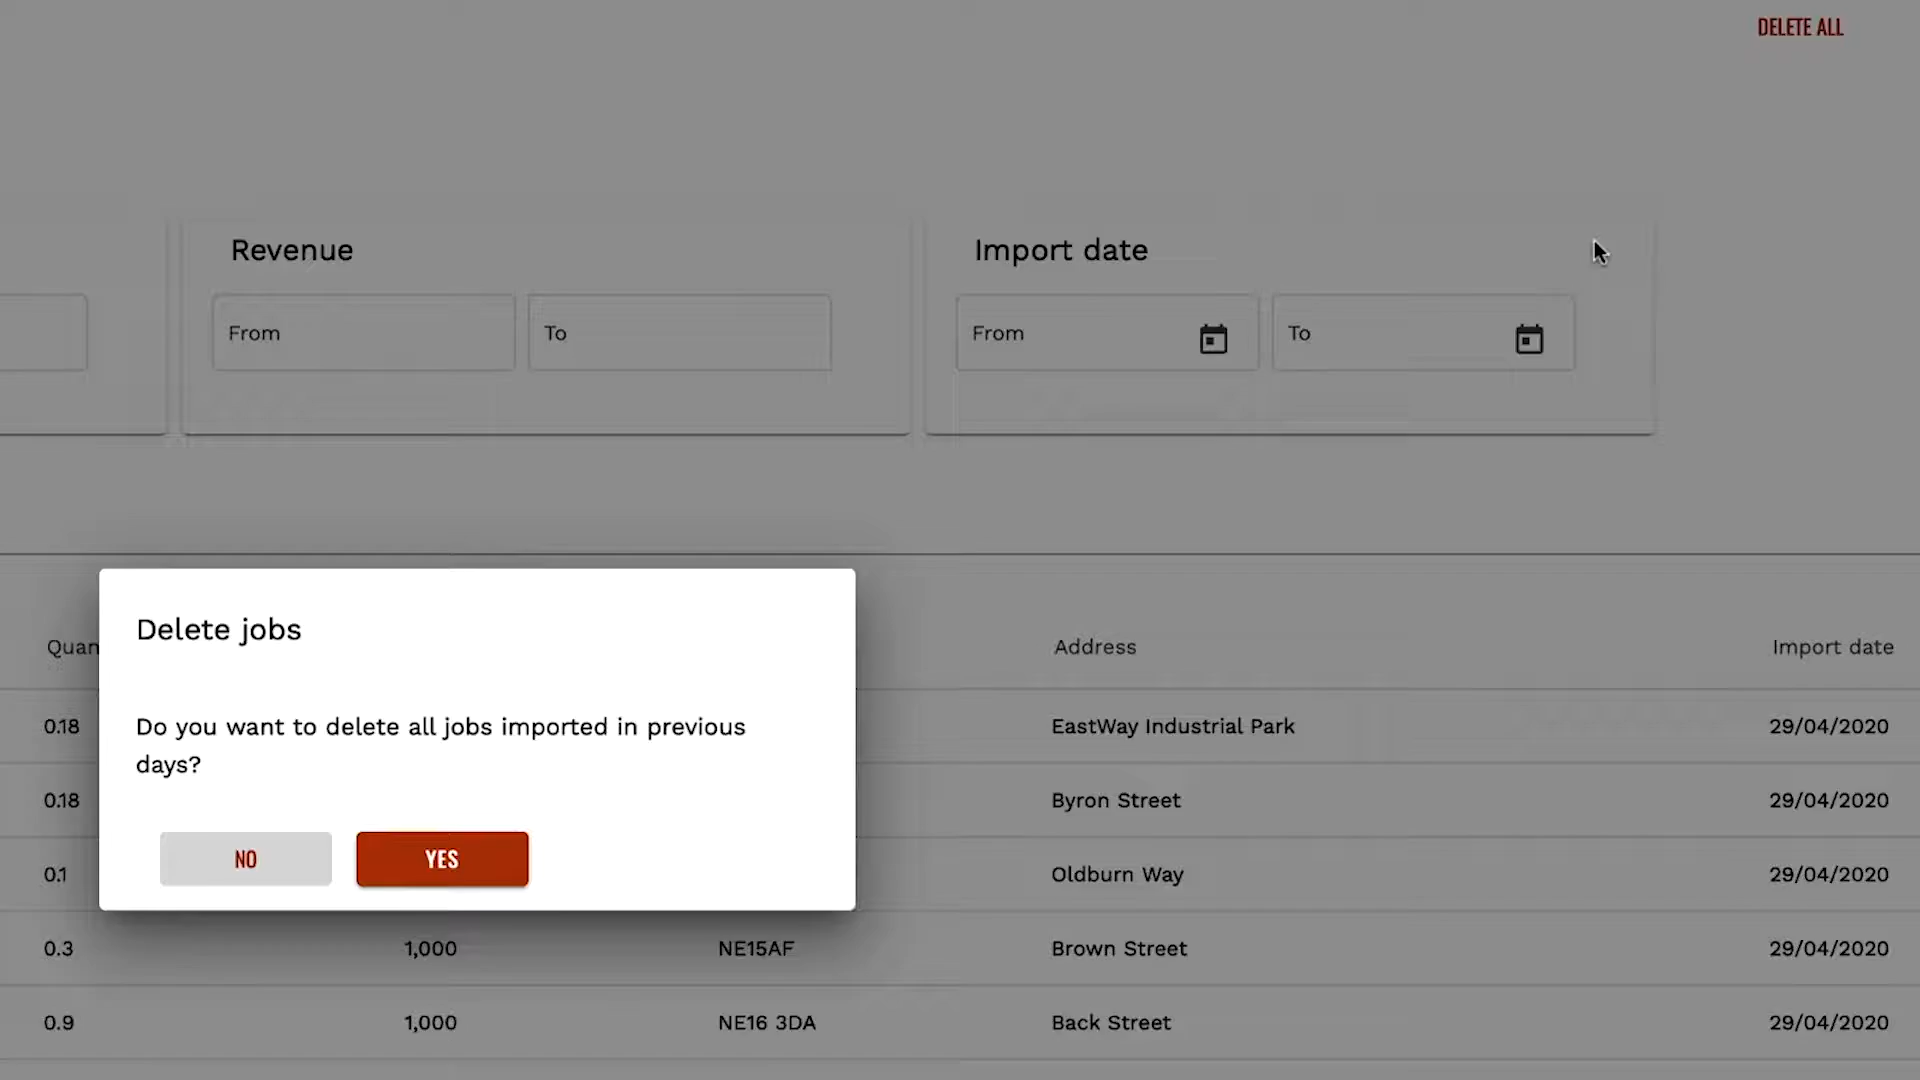 DELETE ALL
Revenue
Import date
From
To
From
To
Delete jobs
Do you want to delete all jobs imported in previous
days?
NO
YES
Address
Import date
0.18
EastWay Industrial Park
29/04/2020
0.18
Byron Street
29/04/2020
0.1
Oldburn Way
29/04/2020
0.3
1,000
NE15AF
Brown Street
29/04/2020
0.9
1,000
NE16 3DA
Back Street
29/04/2020